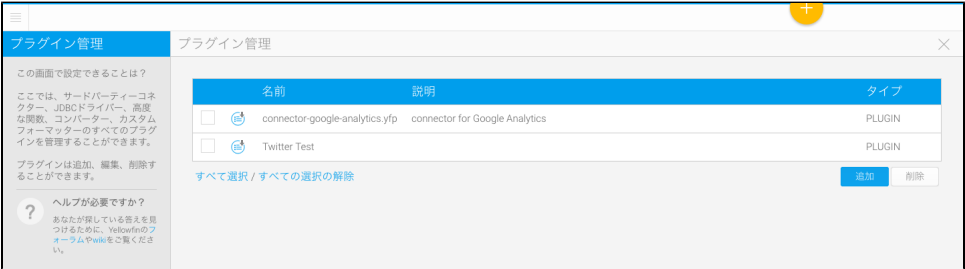 プラグイン管理
この画面で設定できることは？
ここでは、サードパーティーコネ
クター、JDBCドライバー、高度
な関数、コンバーター、カスタム
フォーマッターのすべてのプラグ
インを管理することができます。
プラグインは追加、編集、削除す
ることができます。
ヘルプが必要ですか？
あなたが探している答えを見
つけるために、Yellowfinのフ
ォーラムやwikiをご覧くださ
い。
プラグイン管理
名前 説明 タイプ
connector-google-analytics.yfp connector for Google Analytics PLUGIN
Twitter Test PLUGIN
すべて選択 / すべての選択の解除
追加 削除